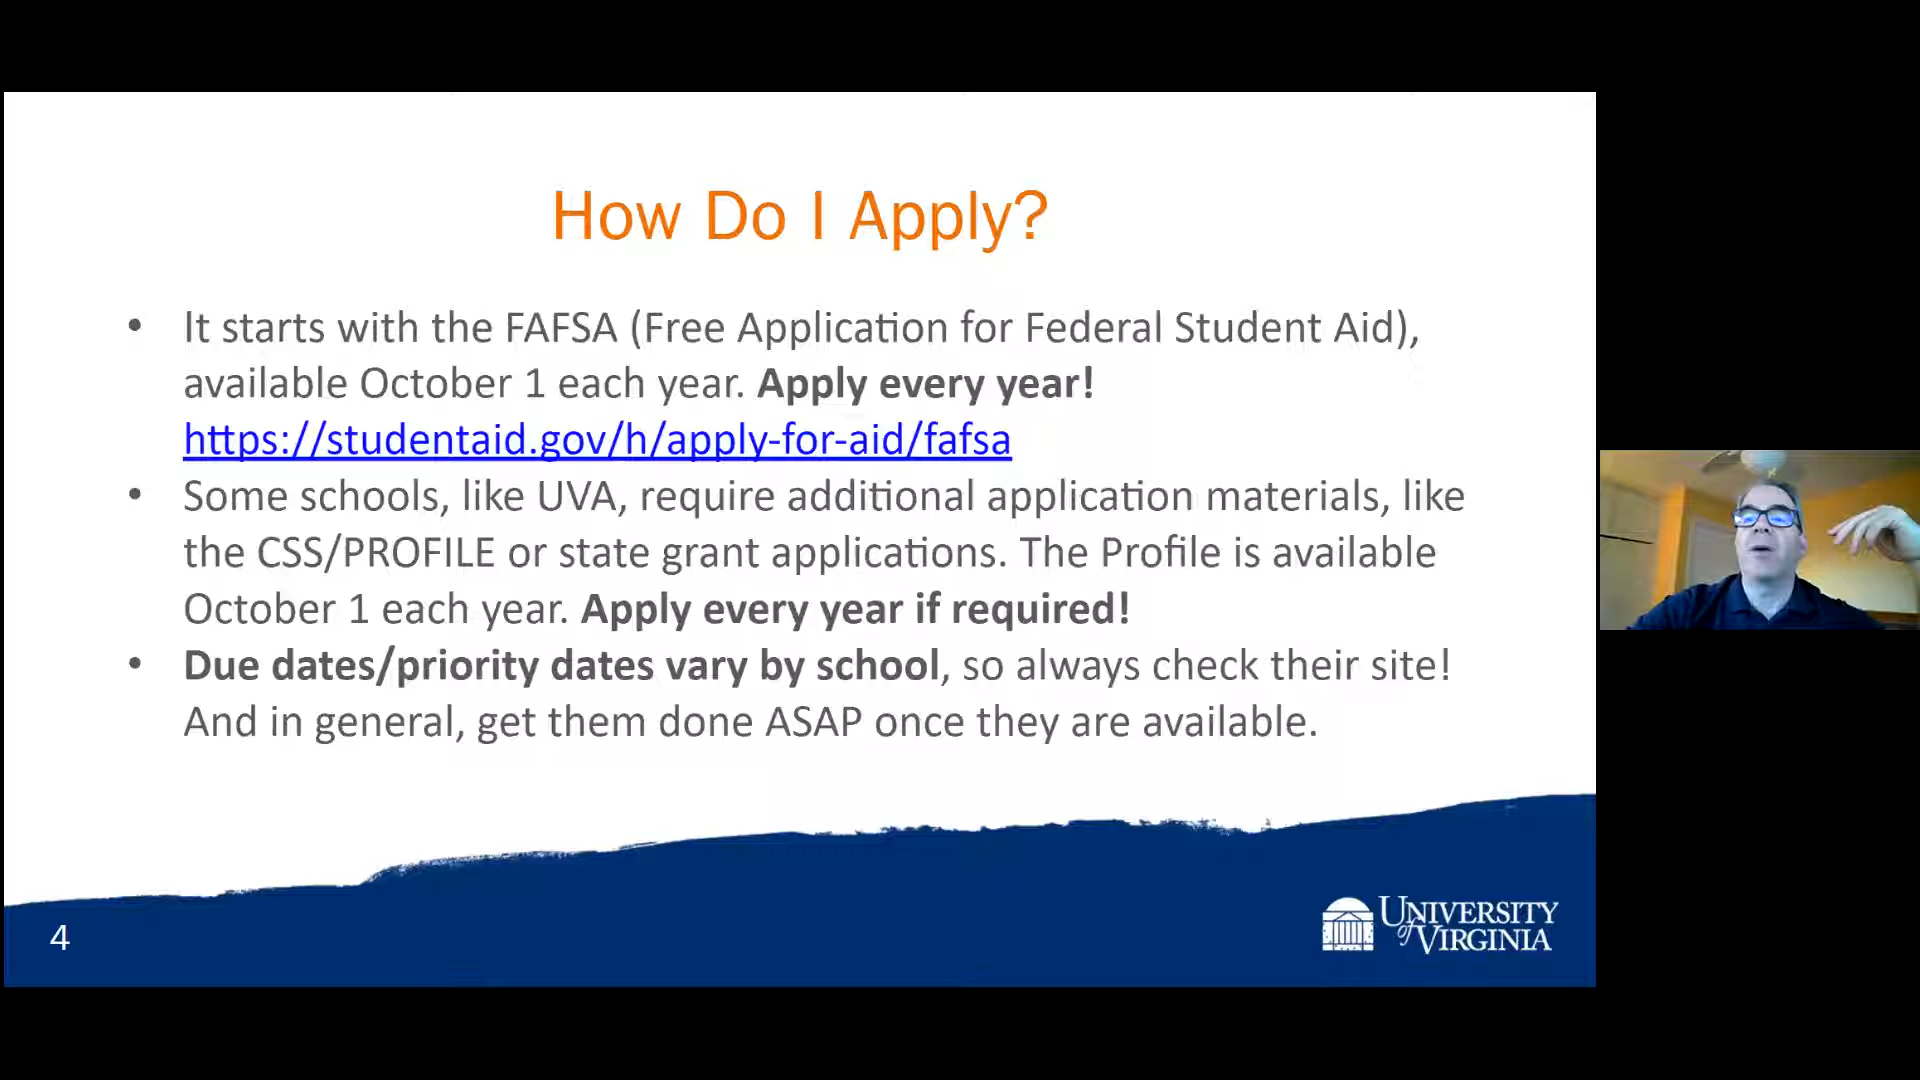 How Do I Apply?
• It starts with the FAFSA (Free Application for Federal Student Aid),
available October 1 each year. Apply every year!
https://studentaid.gov/h/apply-for-aid/fafsa
• Some schools, like UVA, require additional application materials, like
the CSS/PROFILE or state grant applications. The Profile is available
October 1 each year. Apply every year if required!
• Due dates/priority dates vary by school, so always check their site!
And in general, get them done ASAP once they are available.
4
UNIVERSITY
of VIRGINIA